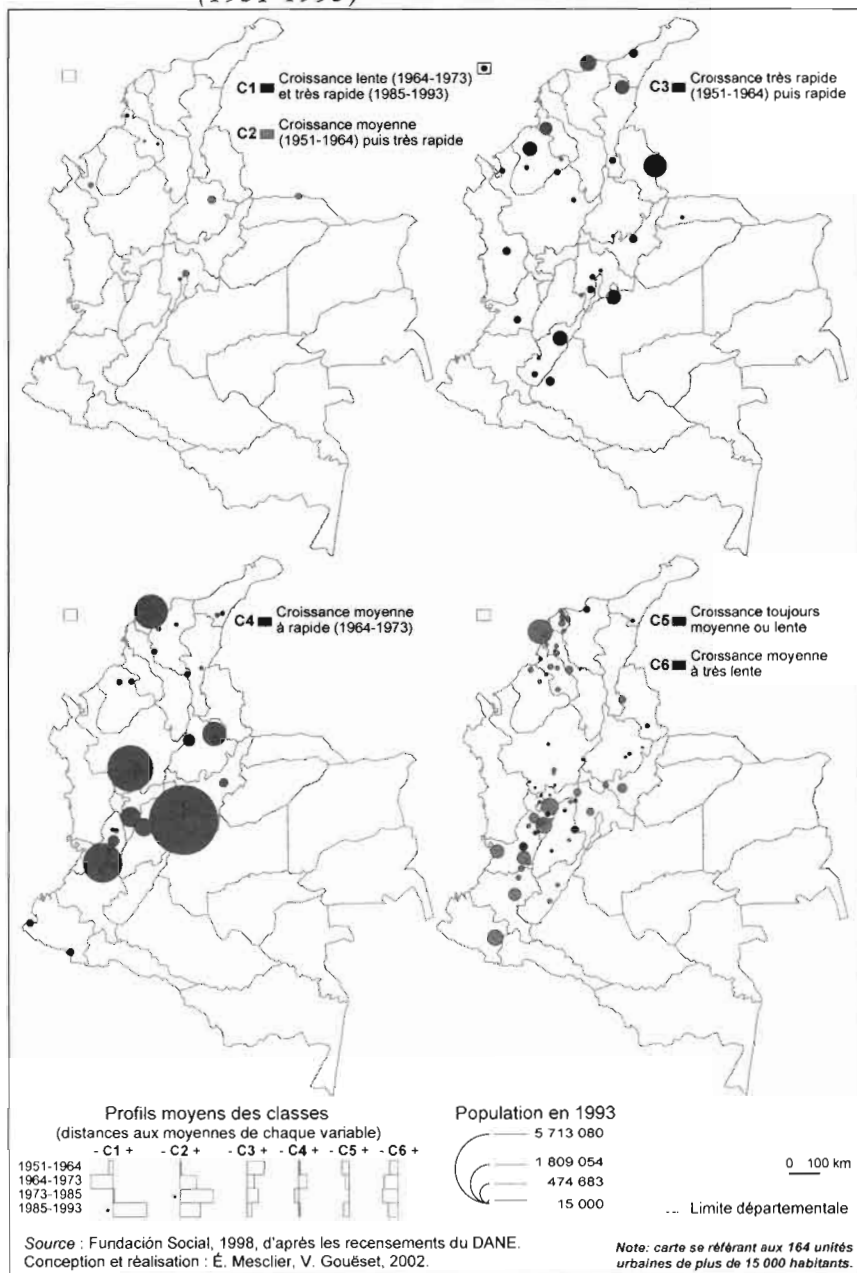 (1951-1993)
C1 Croissance lente (1964-1973)
et très rapide (1985-1993)
C2 Croissance moyenne
(1951-1964) puis très rapide
C3 Croissance très rapide
(1951-1964) puis rapide
C4 Croissance moyenne
à rapide (1964-1973)
C5 Croissance toujours
moyenne ou lente
C6 Croissance moyenne
à très lente
Profils moyens des classes
(distances aux moyennes de chaque variable)
- C1 + - C2 + - C3 + - C4 + - C5 + - C6 +
1951-1964
1964-1973
1973-1985
1985-1993
Population en 1993
5 713 080
1 809 054
474 683
15 000
0 100 km
Limite départementale
Source : Fundación Social, 1998, d'après les recensements du DANE.
Conception et réalisation : É. Mesclier, V. Gouëset, 2002.
Note: carte se référant aux 164 unités
urbaines de plus de 15 000 habitants.